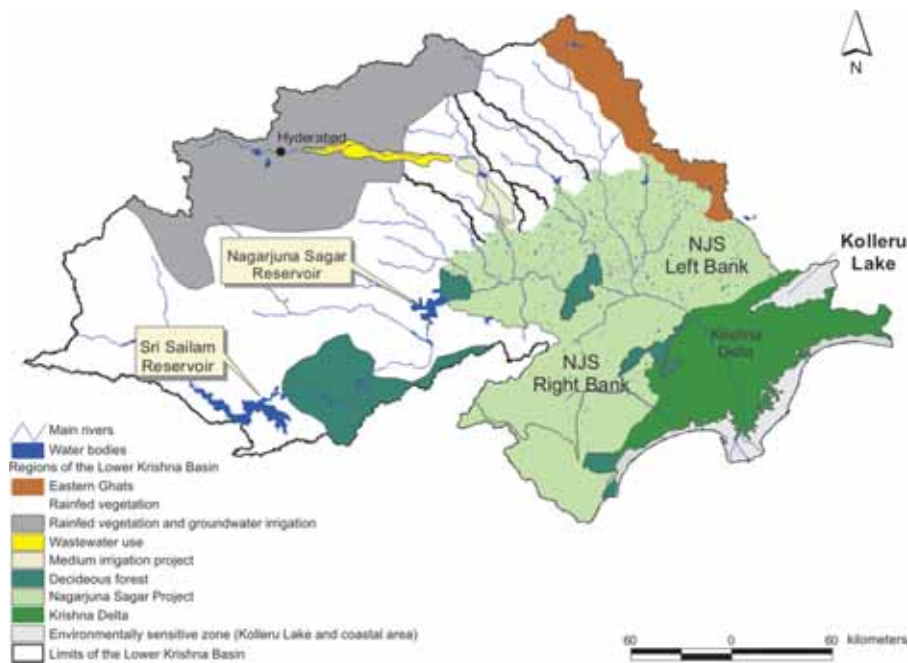 N
Hyderabad
Nagarjuna Sagar
Reservoir
NJS
Left Bank
Kolleru
Lake
Sri Sailam
Reservoir
NJS
Right Bank
Krishna
Delta
Main rivers
Water bodies
Regions of the Lower Krishna Basin
Eastern Ghats
Rainfed vegetation
Rainfed vegetation and groundwater irrigation
Wastewater use
Medium irrigation project
Decideous forest
Nagarjuna Sagar Project
Krishna Delta
Environmentally sensitive zone (Kolleru Lake and coastal area)
Limits of the Lower Krishna Basin
60 0 60 kilometers